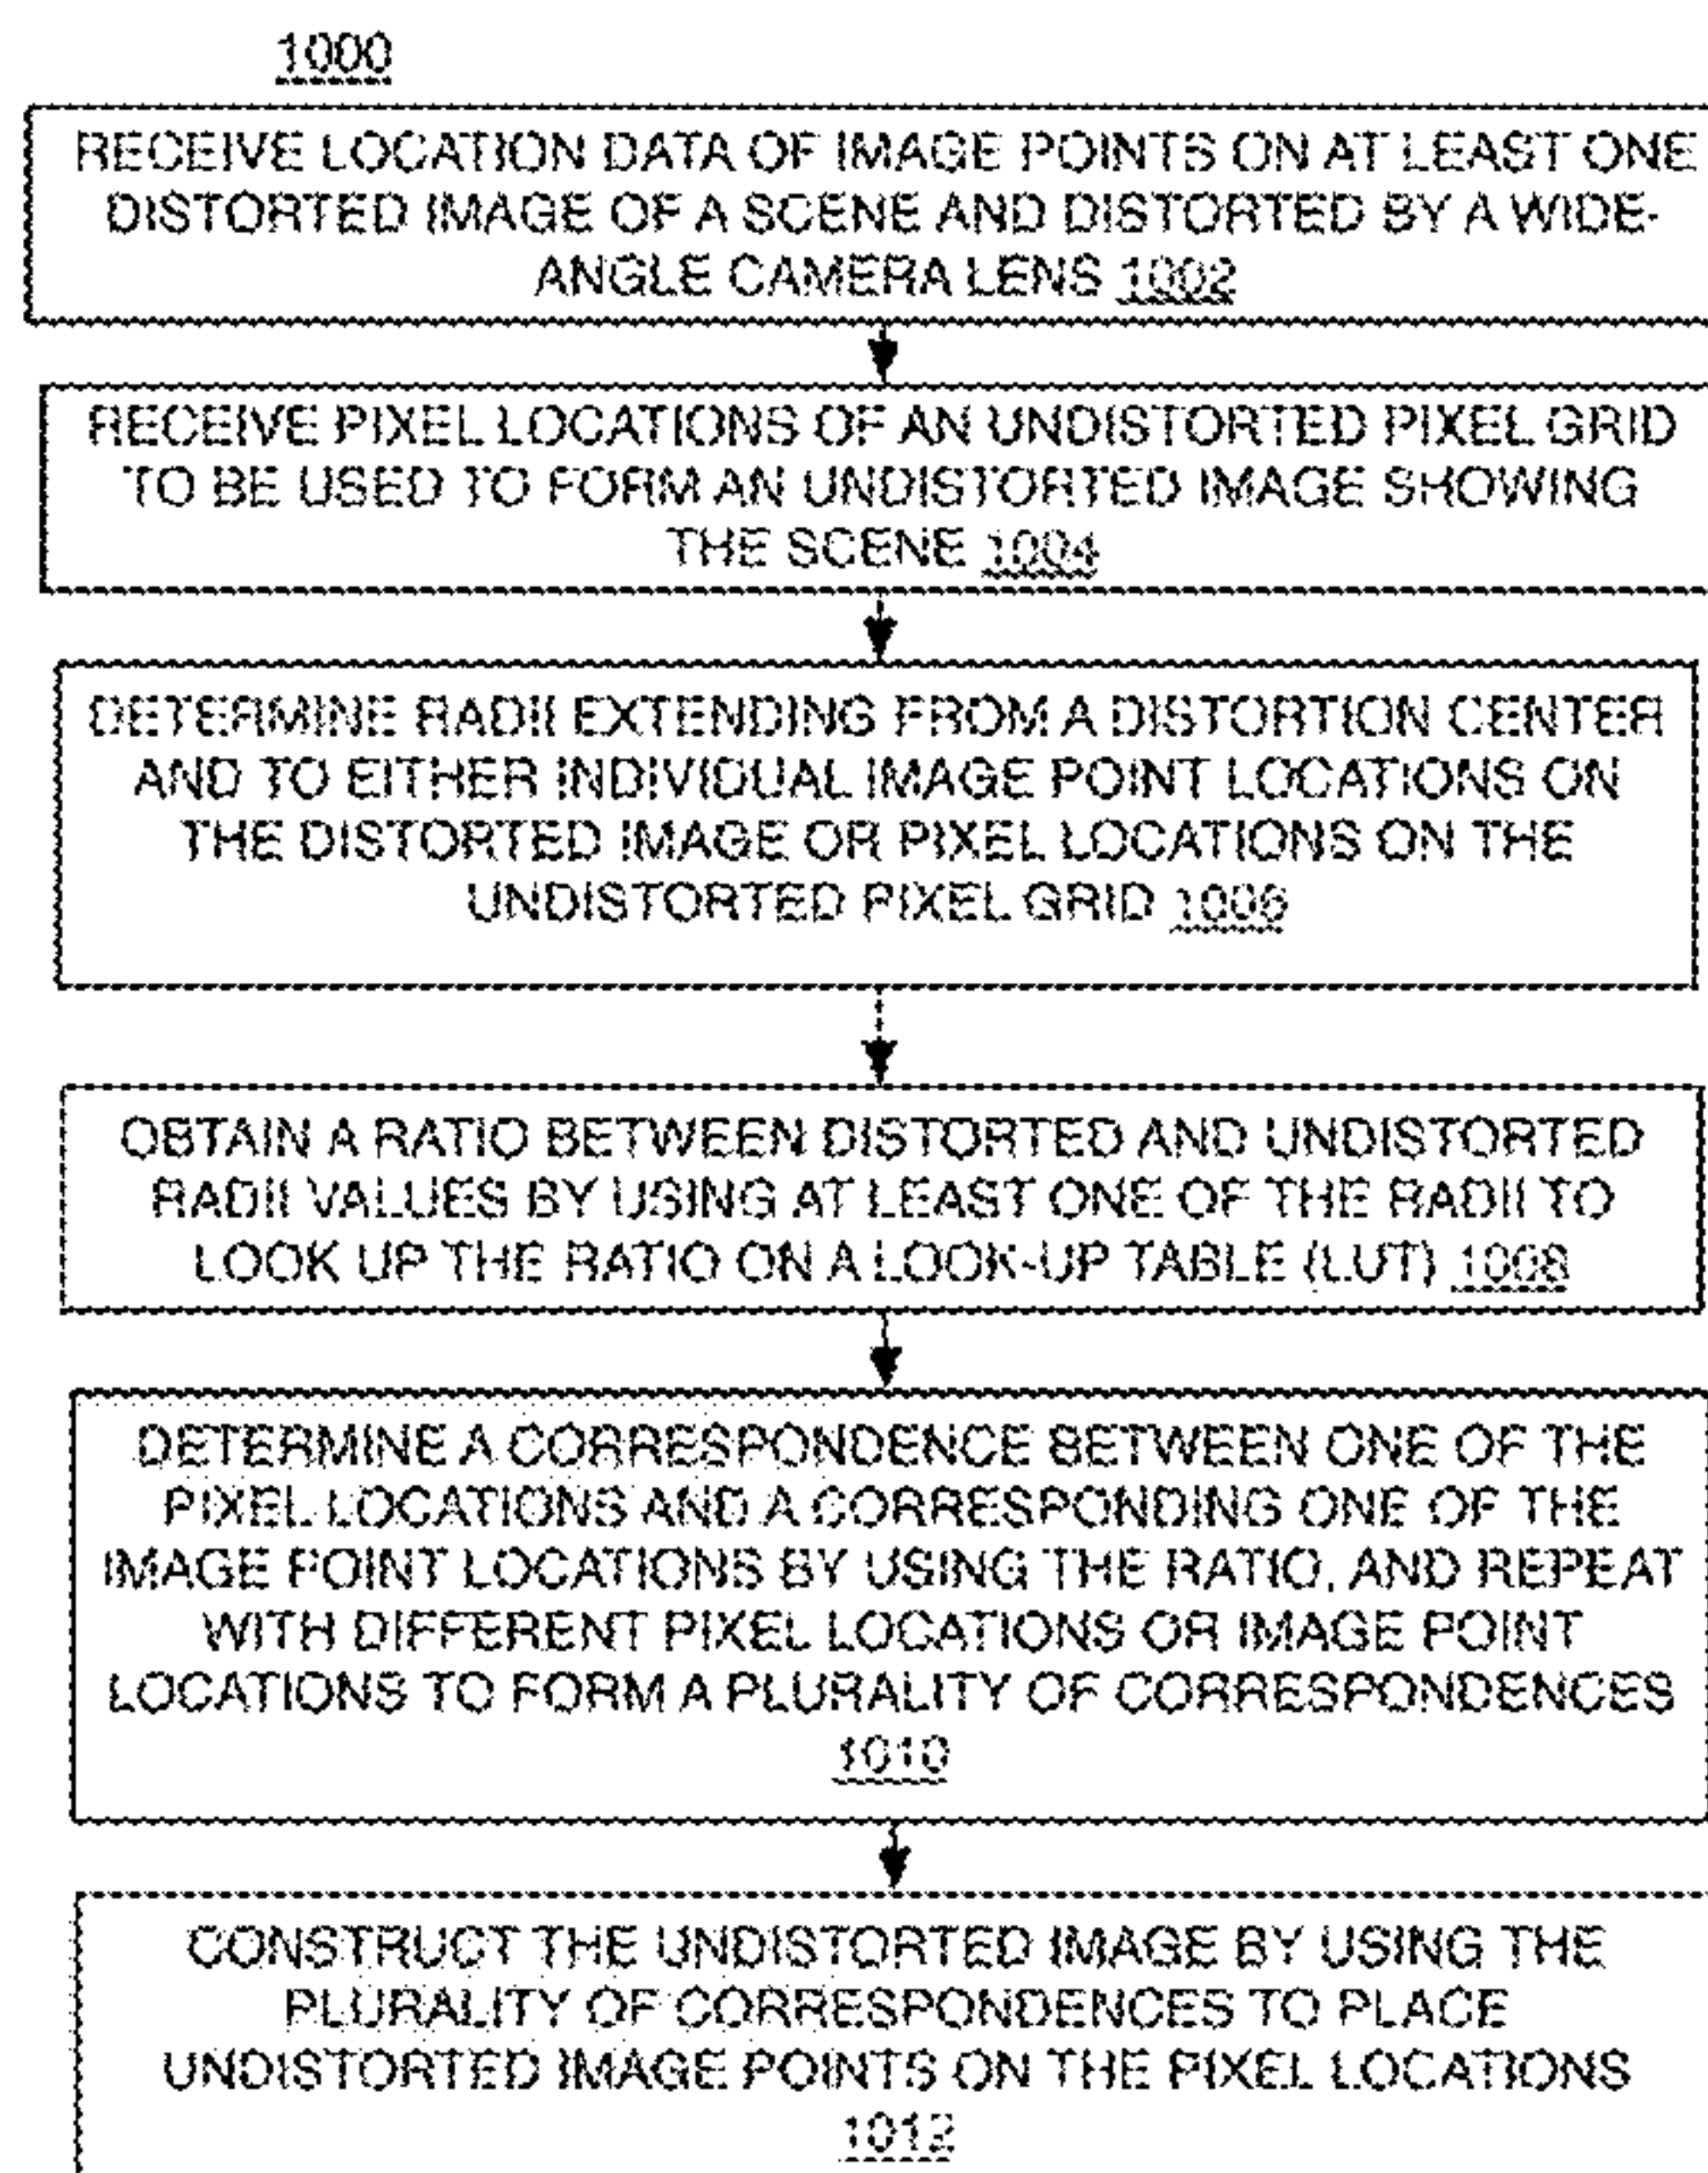 1000
RECEIVE LOCATION DATA OF IMAGE POINTS ON AT LEAST ONE
DISTORTED IMAGE OF A SCENE AND DISTORTED BY A WIDE-
ANGLE CAMERA LENS 1002
RECEIVE PIXEL LOCATIONS OF AN UNDISTORTED PIXEL GRID
TO BE USED TO FORM AN UNDISTORTED IMAGE SHOWING
THE SCENE 1004
DETERMINE RADII EXTENDING FROM A DISTORTION CENTER
AND TO EITHER INDIVIDUAL IMAGE POINT LOCATIONS ON
THE DISTORTED IMAGE OR PIXEL LOCATIONS ON THE
UNDISTORTED PIXEL GRID 1006
OBTAIN A RATIO BETWEEN DISTORTED AND UNDISTORTED
RADII VALUES BY USING AT LEAST ONE OF THE RADII TO
LOOK UP THE RATIO ON A LOOK-UP TABLE (LUT) 1008
DETERMINE A CORRESPONDENCE BETWEEN ONE OF THE
PIXEL LOCATIONS AND A CORRESPONDING ONE OF THE
IMAGE POINT LOCATIONS BY USING THE RATIO, AND REPEAT
WITH DIFFERENT PIXEL LOCATIONS OR IMAGE POINT
LOCATIONS TO FORM A PLURALITY OF CORRESPONDENCES
1010
CONSTRUCT THE UNDISTORTED IMAGE BY USING THE
PLURALITY OF CORRESPONDENCES TO PLACE
UNDISTORTED IMAGE POINTS ON THE PIXEL LOCATIONS
1012